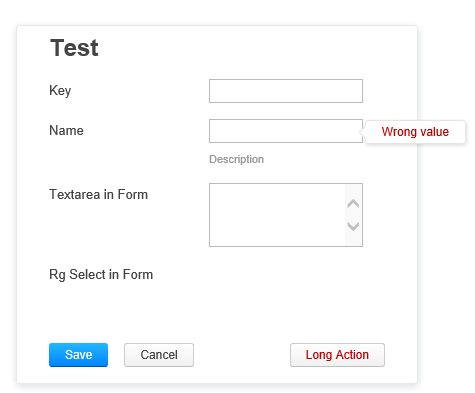 Test
Key
Name
Wrong value
Description
Textarea in Form
Rg Select in Form
Save
Cancel
Long Action